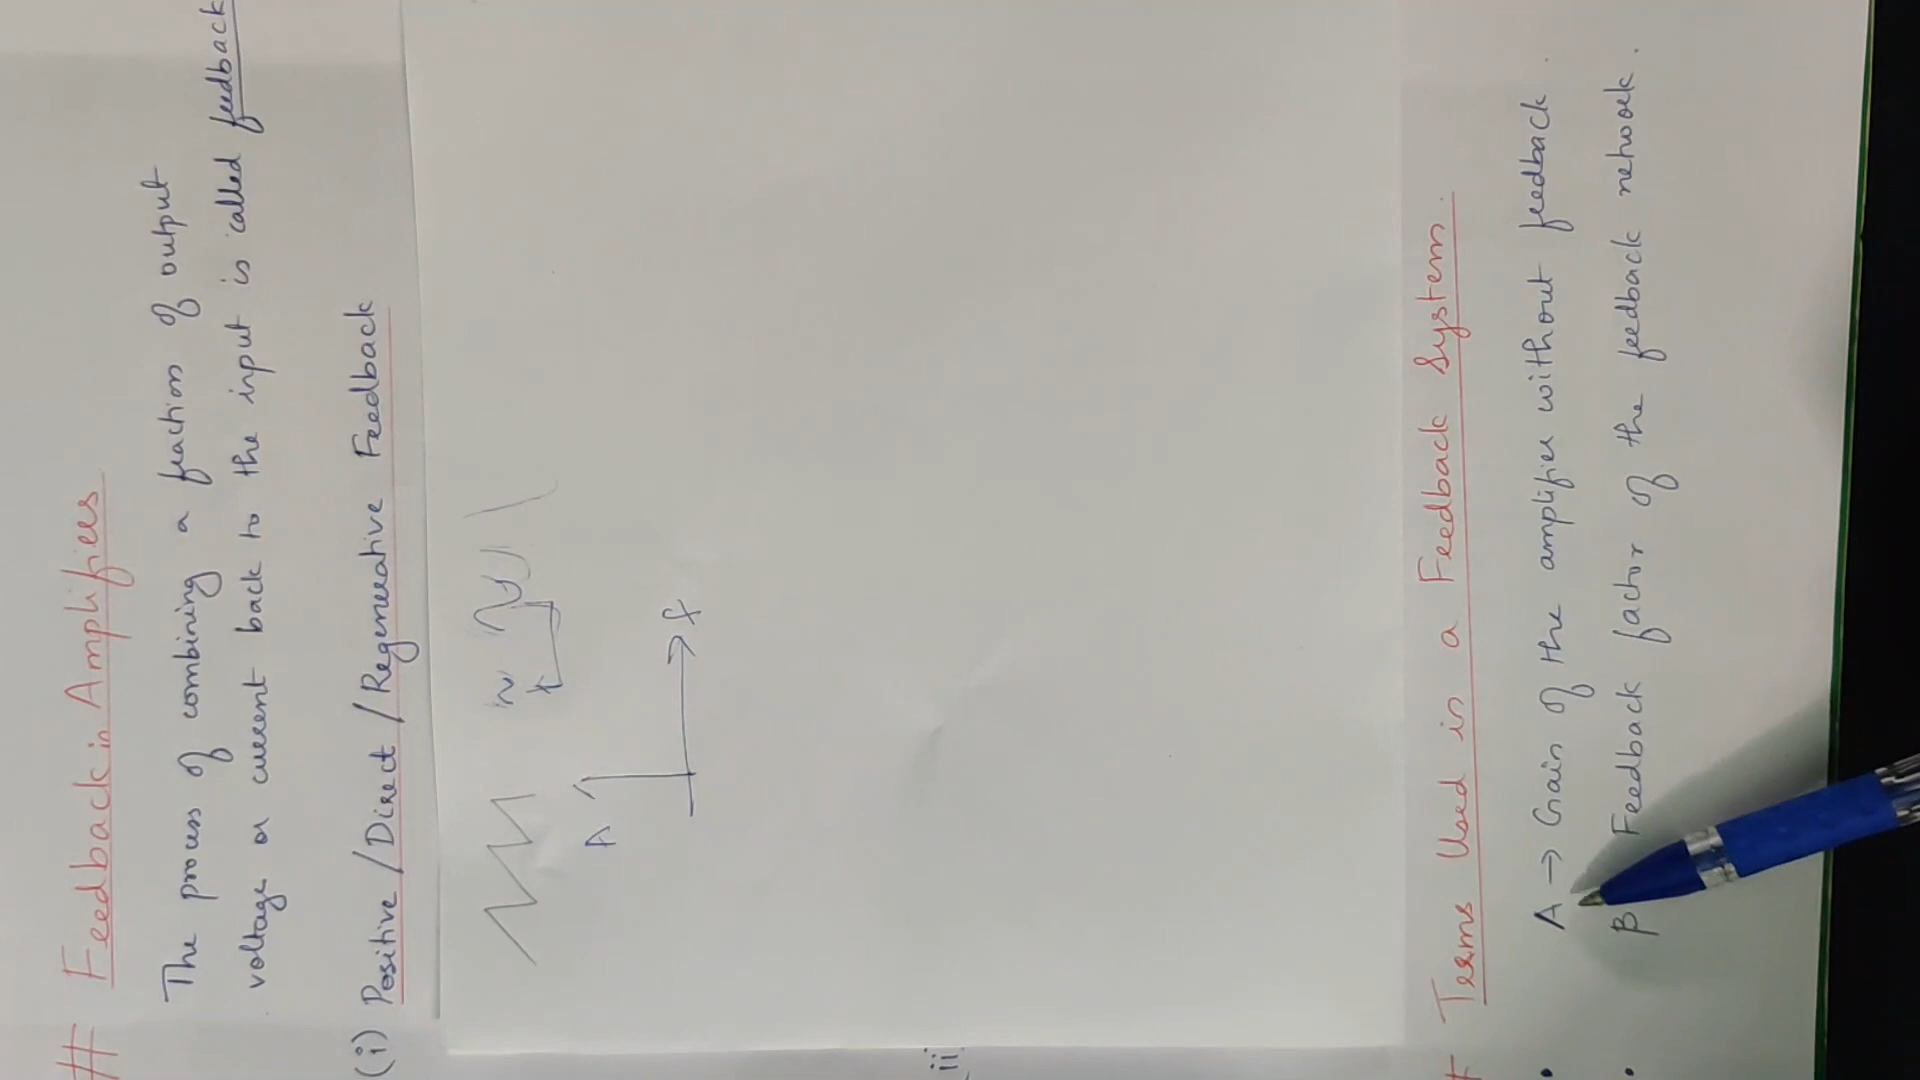 # Feedback in Amplifiers
The process of combining a fraction of output
voltage or current back to the input is called feedback
(i) Positive/Direct/Regenerative Feedback
A
f
ii
# Terms Used in a Feedback System.
• A → Gain of the amplifier without feedback.
• β Feedback factor of the feedback network.